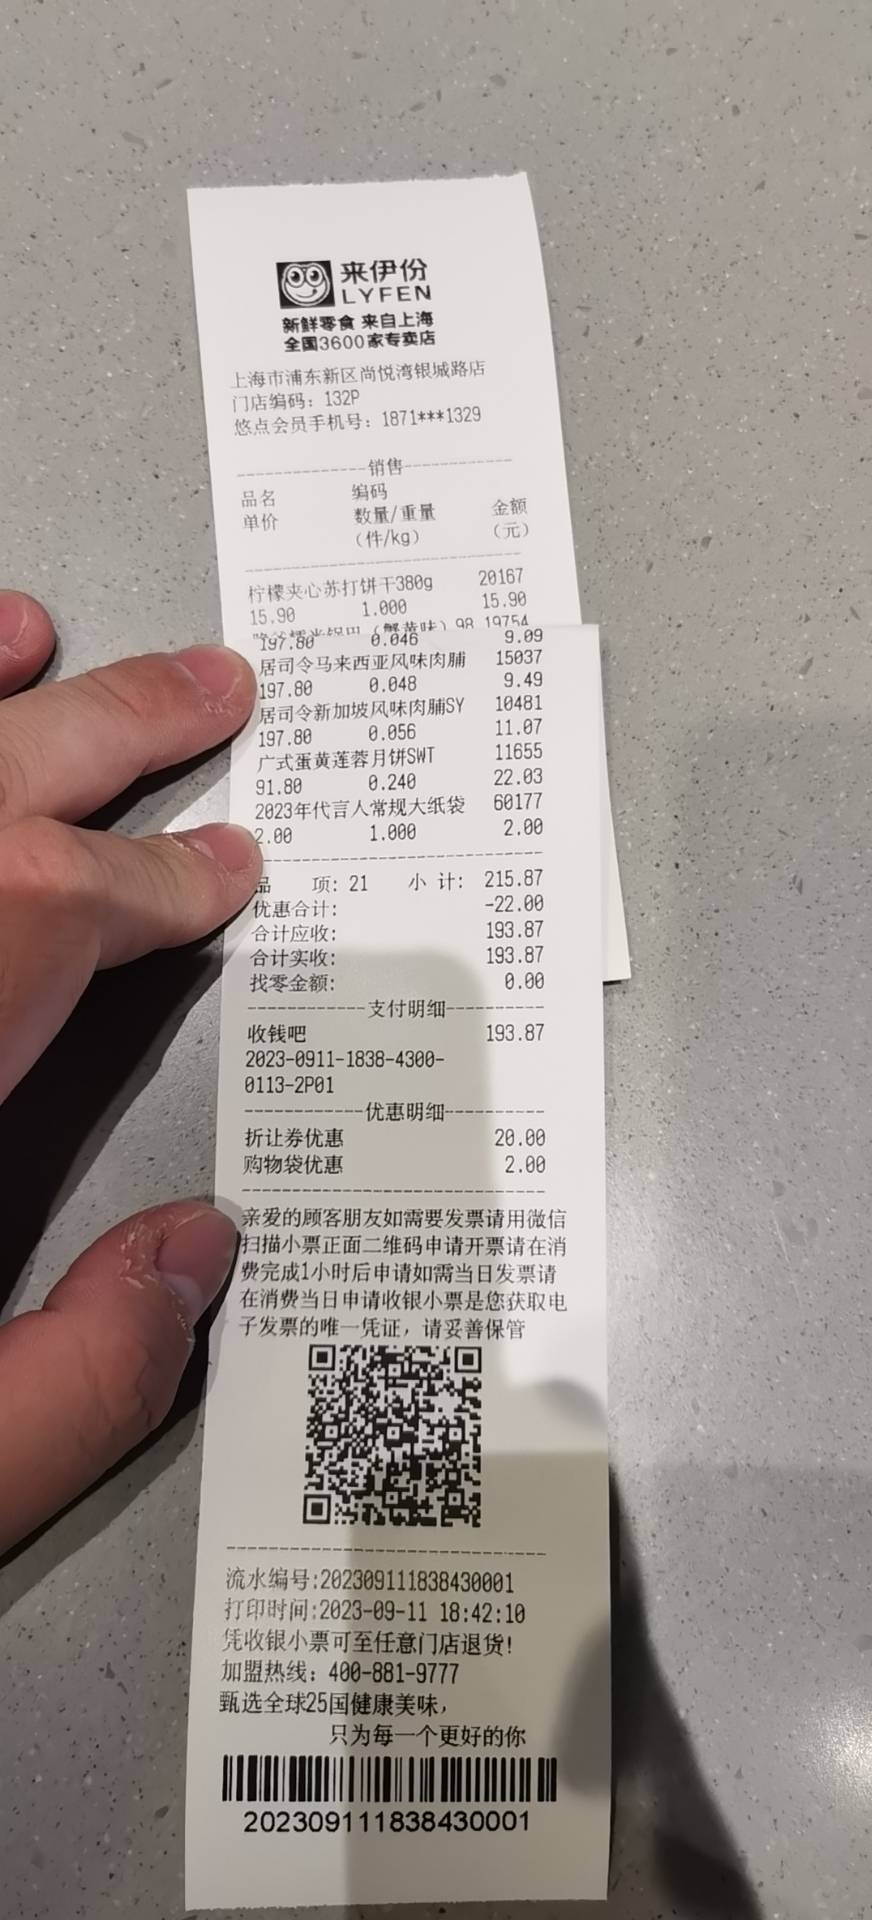 来伊份
LYFEN
新鲜零食 来自上海
全国3600家专卖店
上海市浦东新区尚悦湾银城路店
门店编码：132P
悠点会员手机号：1871***1329
--------------销售------------
品名 编码
单价 数量/重量 金额
（件/kg） （元）
柠檬夹心苏打饼干380g 20167
15.90 1.000 15.90
糯米锅巴（蟹黄味）98 19754
197.80 0.046 9.09
居司令马来西亚风味肉脯 15037
197.80 0.048 9.49
居司令新加坡风味肉脯SY 10481
197.80 0.056 11.07
广式蛋黄莲蓉月饼SWT 11655
91.80 0.240 22.03
2023年代言人常规大纸袋 60177
2.00 1.000 2.00
品 项: 21 小 计: 215.87
优惠合计: -22.00
合计应收: 193.87
合计实收: 193.87
找零金额: 0.00
------------支付明细----------
收钱吧 193.87
2023-0911-1838-4300-
0113-2P01
------------优惠明细----------
折让券优惠 20.00
购物袋优惠 2.00
亲爱的顾客朋友如需要发票请用微信
扫描小票正面二维码申请开票请在消
费完成1小时后申请如需当日发票请
在消费当日申请收银小票是您获取电
子发票的唯一凭证，请妥善保管
流水编号:202309111838430001
打印时间:2023-09-11 18:42:10
凭收银小票可至任意门店退货!
加盟热线：400-881-9777
甄选全球25国健康美味，
只为每一个更好的你
202309111838430001